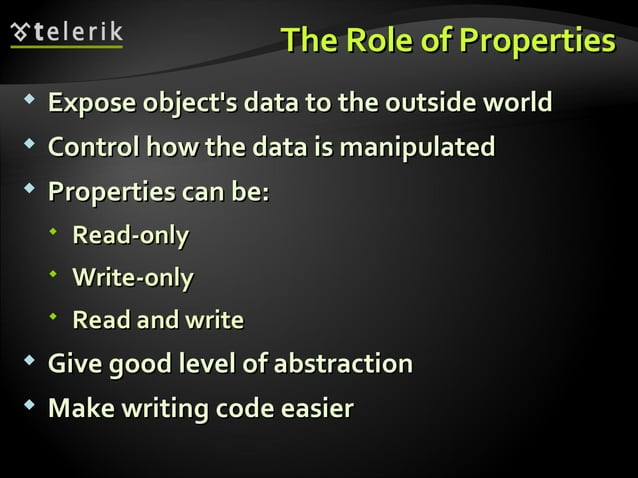 telerik
The Role of Properties
Expose object's data to the outside world
Control how the data is manipulated
Properties can be:
Read-only
Write-only
Read and write
Give good level of abstraction
Make writing code easier